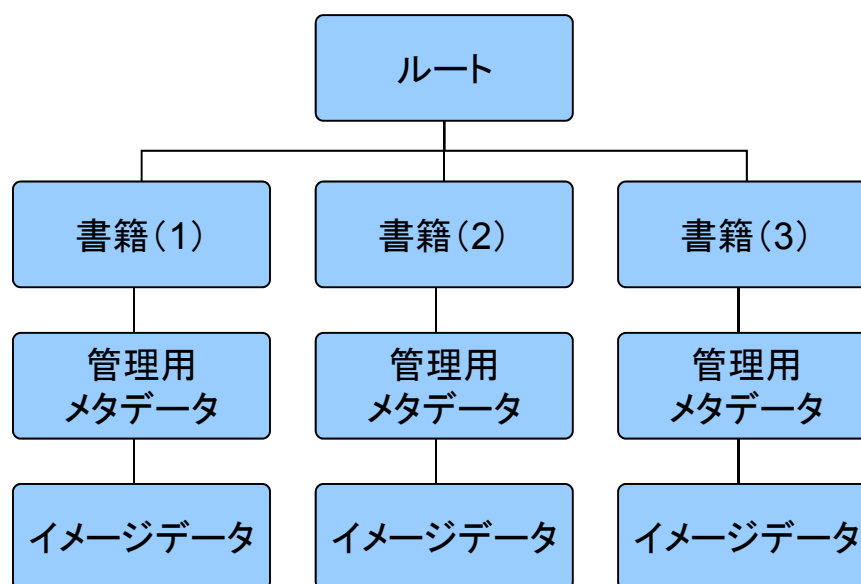 ルート
書籍（1）
書籍（2）
書籍（3）
管理用
メタデータ
管理用
メタデータ
管理用
メタデータ
イメージデータ
イメージデータ
イメージデータ